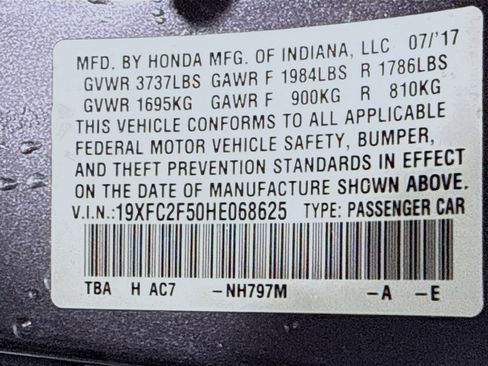 MFD. BY HONDA MFG. OF INDIANA, LLC 07/'17
GVWR 3737LBS GAWR F 1984LBS R 1786LBS
GVWR 1695KG GAWR F 900KG R 810KG
THIS VEHICLE CONFORMS TO ALL APPLICABLE
FEDERAL MOTOR VEHICLE SAFETY, BUMPER,
AND THEFT PREVENTION STANDARDS IN EFFECT
ON THE DATE OF MANUFACTURE SHOWN ABOVE.
V.I.N.:19XFC2F50HE068625 TYPE: PASSENGER CAR
TBA H AC7 -NH797M -A -E